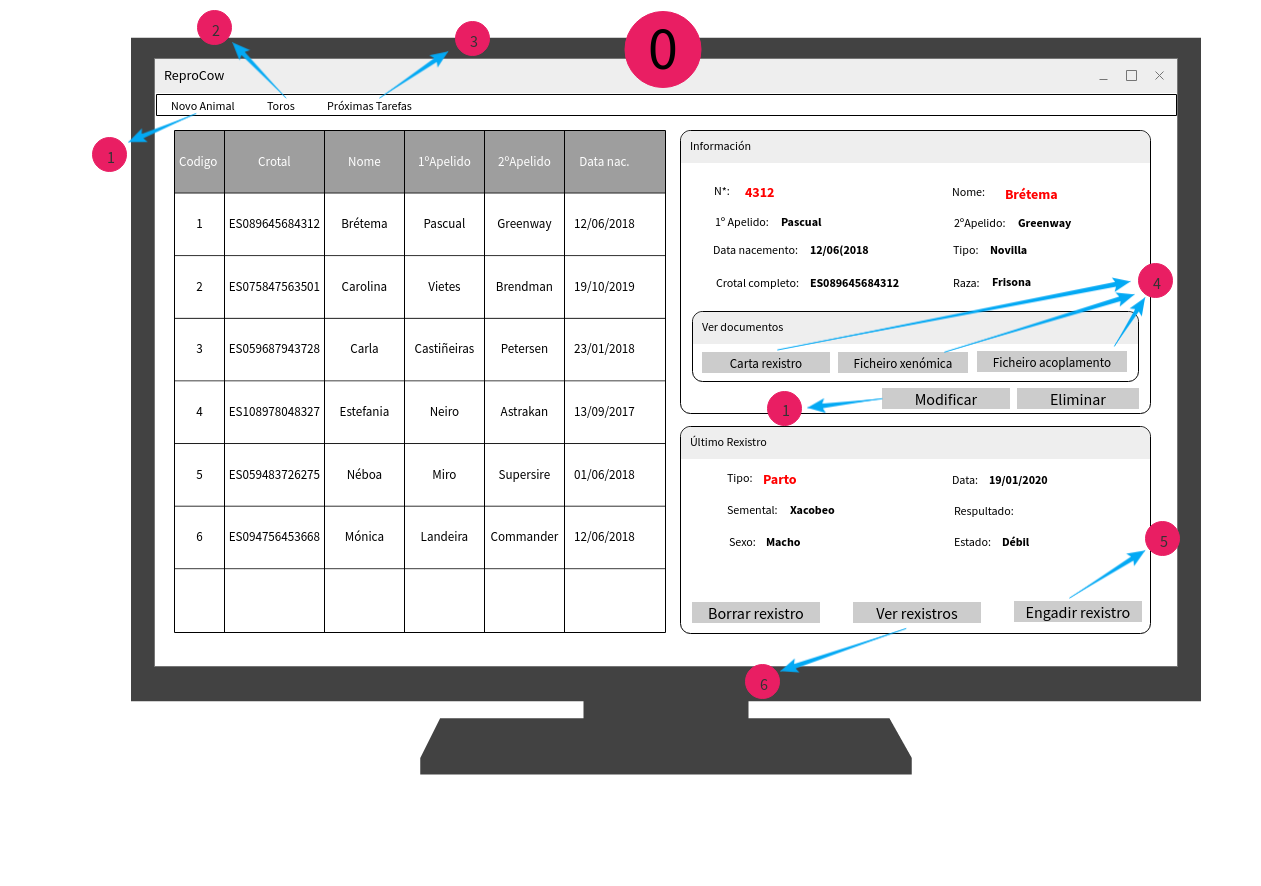 2
3
0
ReproCow
Novo Animal Toros Próximas Tarefas
1
Codigo Crotal Nome 1ºApelido 2ºApelido Data nac.
1 ES089645684312 Brétema Pascual Greenway 12/06/2018
2 ES075847563501 Carolina Vietes Brendman 19/10/2019
3 ES059687943728 Carla Castiñeiras Petersen 23/01/2018
4 ES108978048327 Estefania Neiro Astrakan 13/09/2017
5 ES059483726275 Néboa Miro Supersire 01/06/2018
6 ES094756453668 Mónica Landeira Commander 12/06/2018
Información
N*: 4312 Nome: Brétema
1º Apelido: Pascual 2ºApelido: Greenway
Data nacemento: 12/06(2018 Tipo: Novilla
Crotal completo: ES089645684312 Raza: Frisona
4
Ver documentos
Carta rexistro Ficheiro xenómica Ficheiro acoplamento
1
Modificar Eliminar
Último Rexistro
Tipo: Parto Data: 19/01/2020
Semental: Xacobeo Respultado:
Sexo: Macho Estado: Débil
5
Borrar rexistro Ver rexistros Engadir rexistro
6